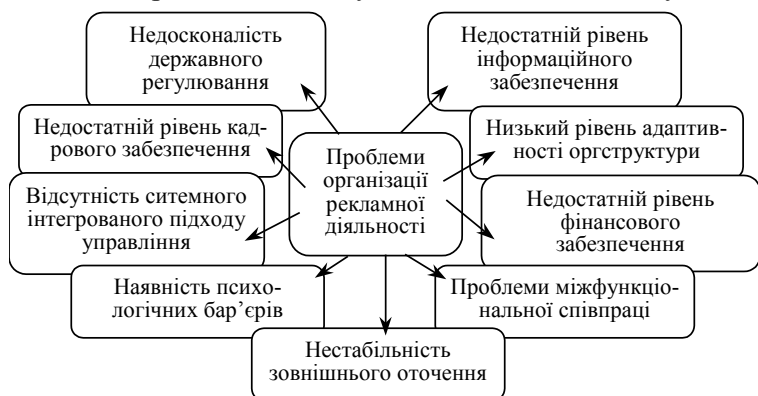 Недосконалість
державного
регулювання
Недостатній рівень
інформаційного
забезпечення
Недостатній рівень кад-
рового забезпечення
Проблеми
організації
рекламної
діяльності
Низький рівень адаптив-
ності оргструктури
Відсутність ситемного
інтегрованого підходу
управління
Недостатній рівень
фінансового
забезпечення
Наявність психо-
логічних бар’єрів
Проблеми міжфункціо-
нальної співпраці
Нестабільність
зовнішнього оточення